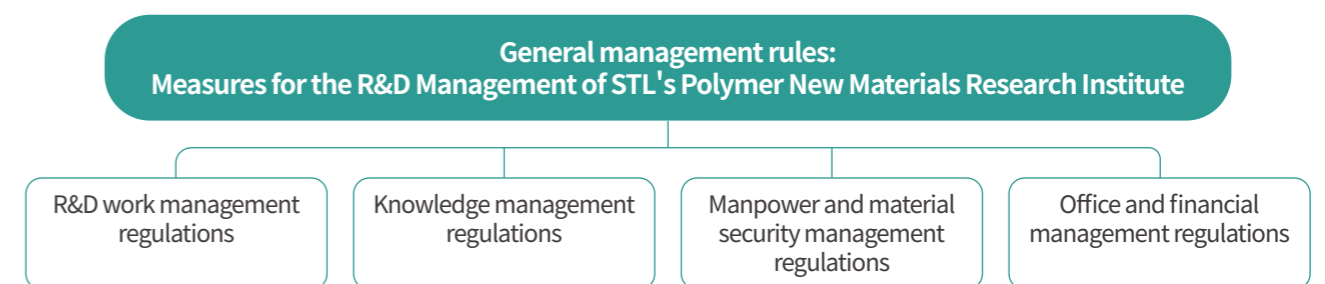 General management rules:
Measures for the R&D Management of STL's Polymer New Materials Research Institute
R&D work management
regulations
Knowledge management
regulations
Manpower and material
security management
regulations
Office and financial
management regulations